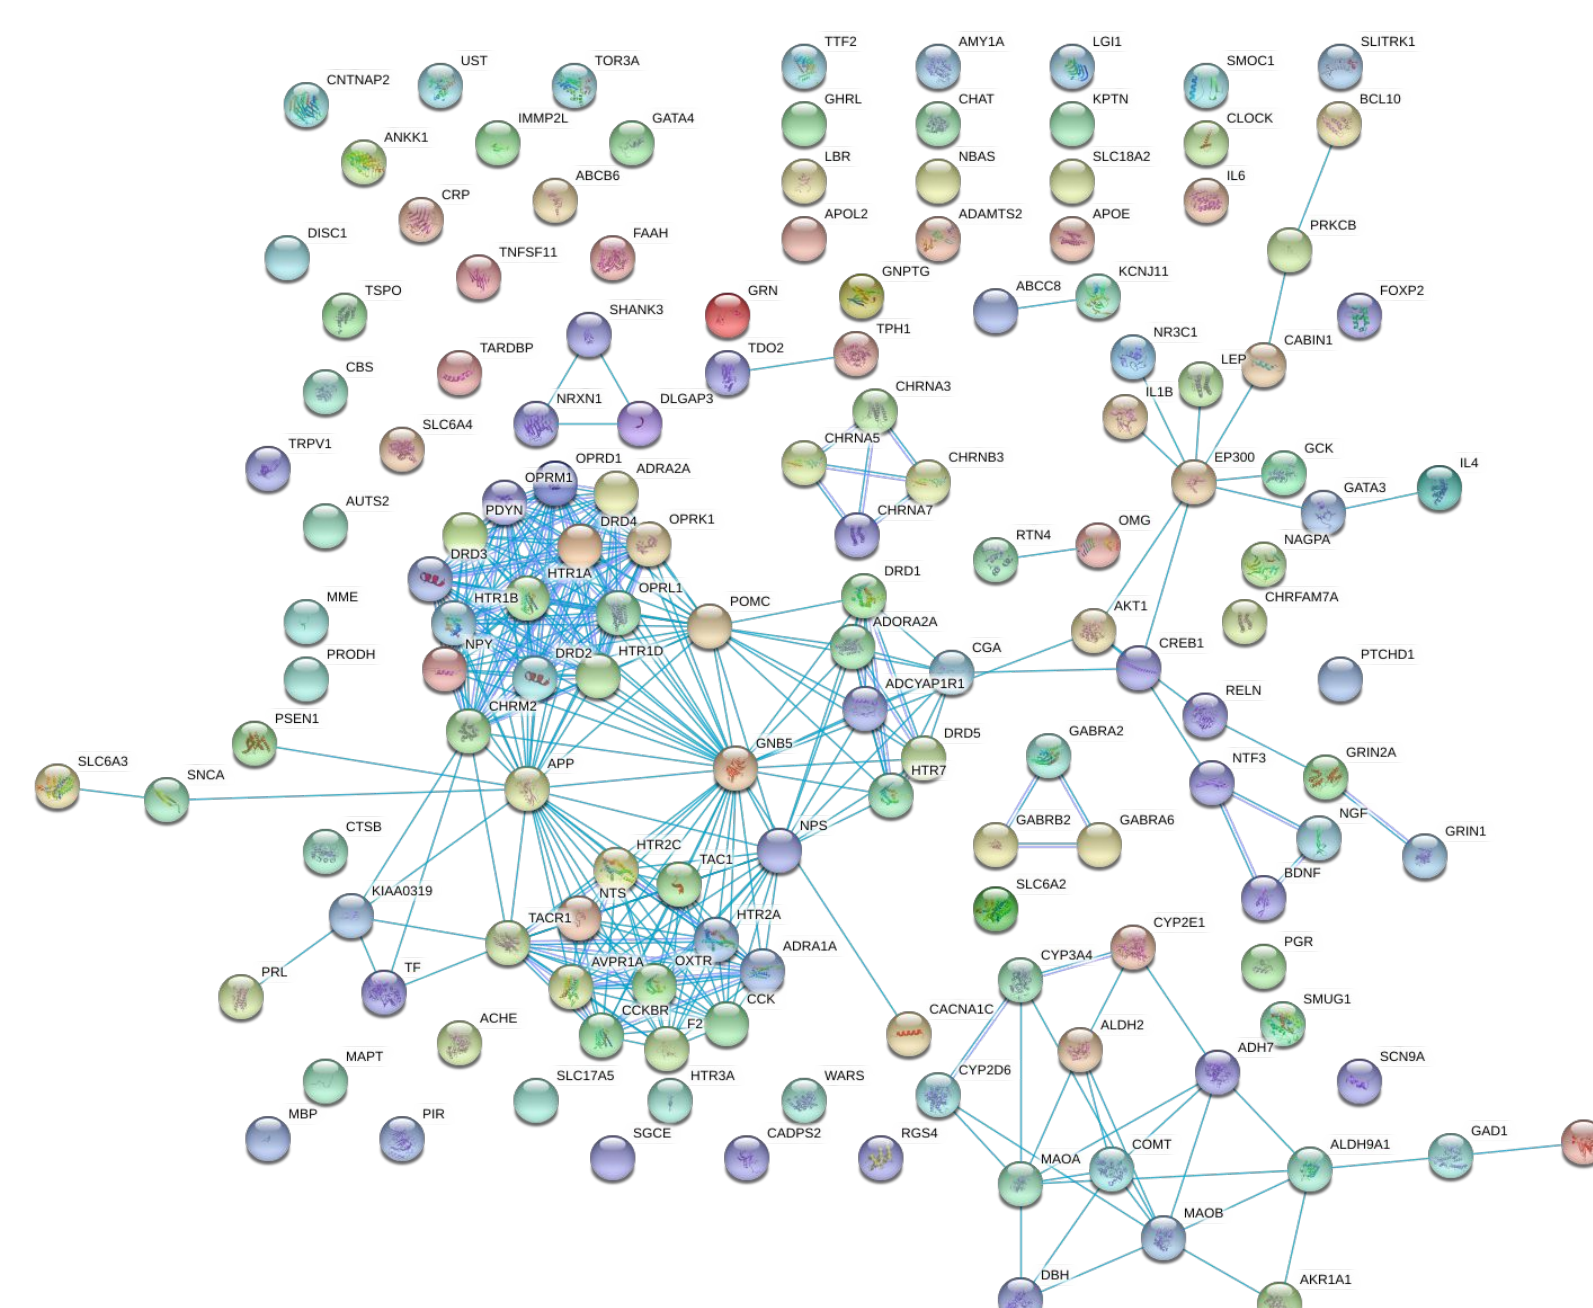 TTF2
AMY1A
LGI1
SLITRK1
UST
TOR3A
SMOC1
CNTNAP2
GHRL
CHAT
KPTN
BCL10
IMMP2L
GATA4
CLOCK
ANKK1
LBR
NBAS
SLC18A2
ABCB6
IL6
CRP
APOL2
ADAMTS2
APOE
PRKCB
DISC1
FAAH
TNFSF11
GNPTG
KCNJ11
ABCC8
TSPO
GRN
FOXP2
SHANK3
TPH1
NR3C1
CABIN1
TARDBP
TDO2
LEP
CBS
CHRNA3
IL1B
NRXN1
DLGAP3
SLC6A4
CHRNA5
TRPV1
OPRD1
ADRA2A
CHRNB3
EP300
GCK
IL4
OPRM1
GATA3
AUTS2
PDYN
DRD4
OPRK1
CHRNA7
OMG
RTN4
NAGPA
DRD3
HTR1A
DRD1
OPRL1
MME
HTR1B
POMC
CHRFAM7A
AKT1
ADORA2A
NPY
CREB1
PRODH
DRD2
HTR1D
CGA
PTCHD1
ADCYAP1R1
RELN
CHRM2
PSEN1
GABRA2
DRD5
GNB5
GRIN2A
SLC6A3
SNCA
APP
HTR7
NTF3
NGF
CTSB
NPS
GABRB2
GABRA6
GRIN1
HTR2C
TAC1
BDNF
KIAA0319
NTS
SLC6A2
TACR1
HTR2A
CYP2E1
ADRA1A
CYP3A4
PGR
PRL
TF
AVPR1A
OXTR
CCK
SMUG1
CCKBR
CACNA1C
ACHE
F2
ALDH2
ADH7
MAPT
SLC17A5
HTR3A
WARS
CYP2D6
SCN9A
MBP
PIR
SGCE
CADPS2
RGS4
MAOA
COMT
ALDH9A1
GAD1
MAOB
DBH
AKR1A1